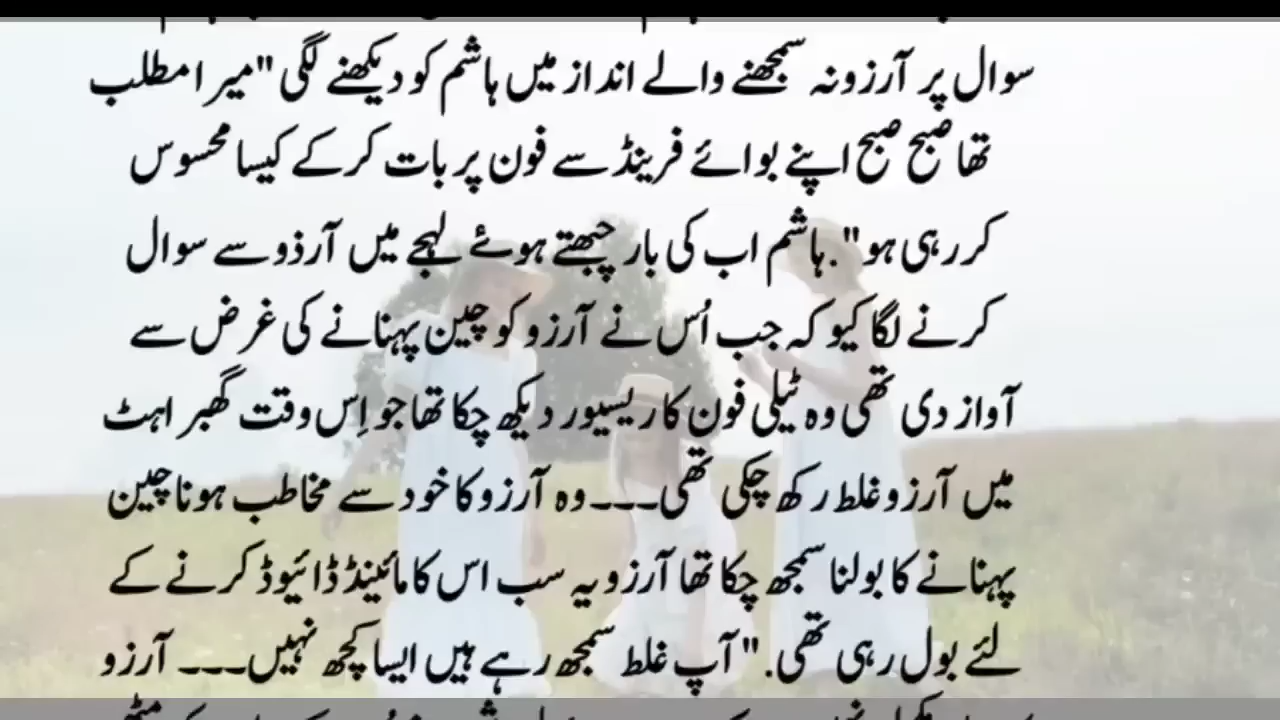 سوال پر آرزو نہ سمجھنے والے انداز میں ہاشم کو دیکھنے لگی "میرا مطلب
تھا صبح صبح اپنے بوائے فرینڈ سے فون پر بات کر کے کیسا محسوس
کر رہی ہو". ہاشم اب کی بار چبھتے ہوئے لہجے میں آرذو سے سوال
کرنے لگا کیو کہ جب اُس نے آرزو کو چین پہنانے کی غرض سے
آواز دی تھی وہ ٹیلی فون کا ریسیور دیکھ چکا تھا جو اِس وقت گھبراہٹ
میں آرزو غلط رکھ چکی تھی۔۔۔ وہ آرزو کا خود سے مخاطب ہونا چین
پہنانے کا بولنا سمجھ چکا تھا آرزو یہ سب اس کا مائینڈ ڈائیوڈ کرنے کے
لئے بول رہی تھی. "آپ غلط سمجھ رہے ہیں ایسا کچھ نہیں۔۔۔ آرزو